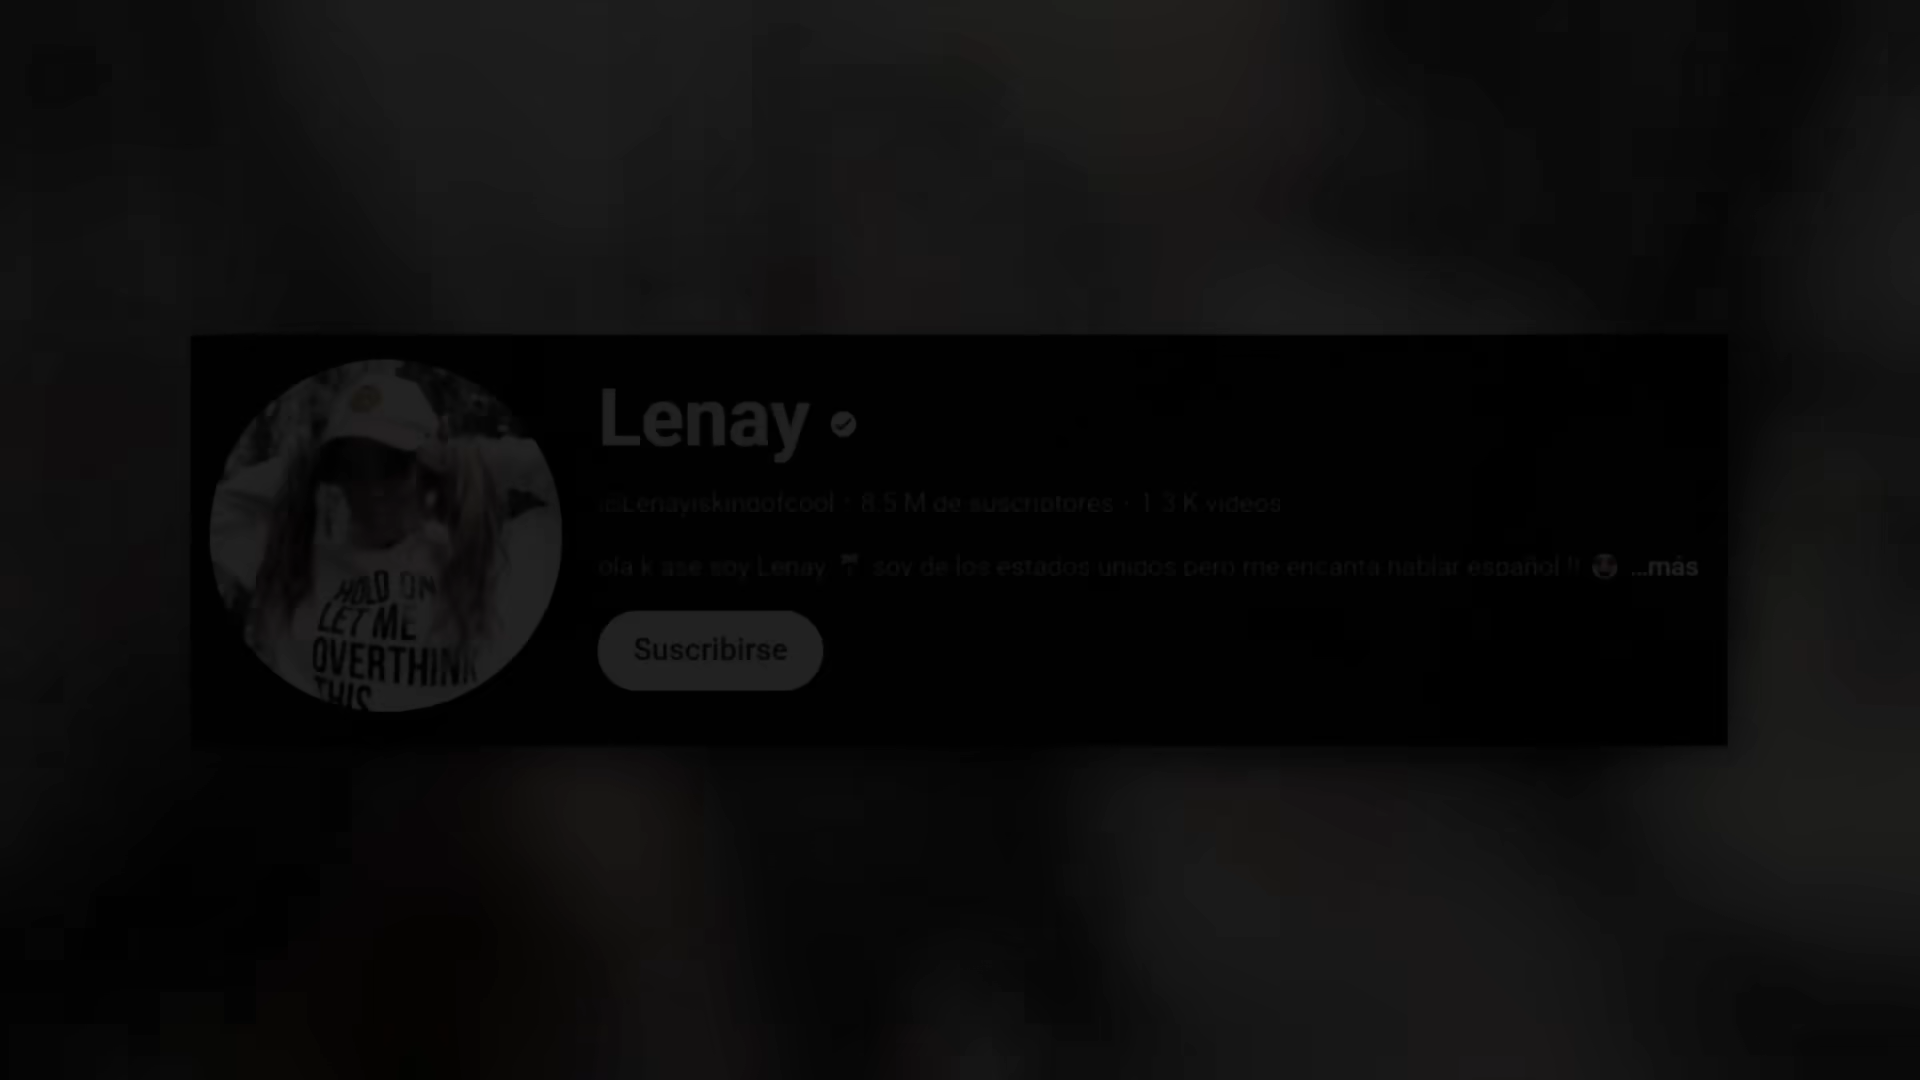 Lenay
@Lenayiskindofcool · 8.5 M de suscriptores · 1.3 K videos
ola k ase soy Lenay soy de los estados unidos pero me encanta hablar español !! ...más
Suscribirse
HOLD ON
LET ME
OVERTHINK
THIS